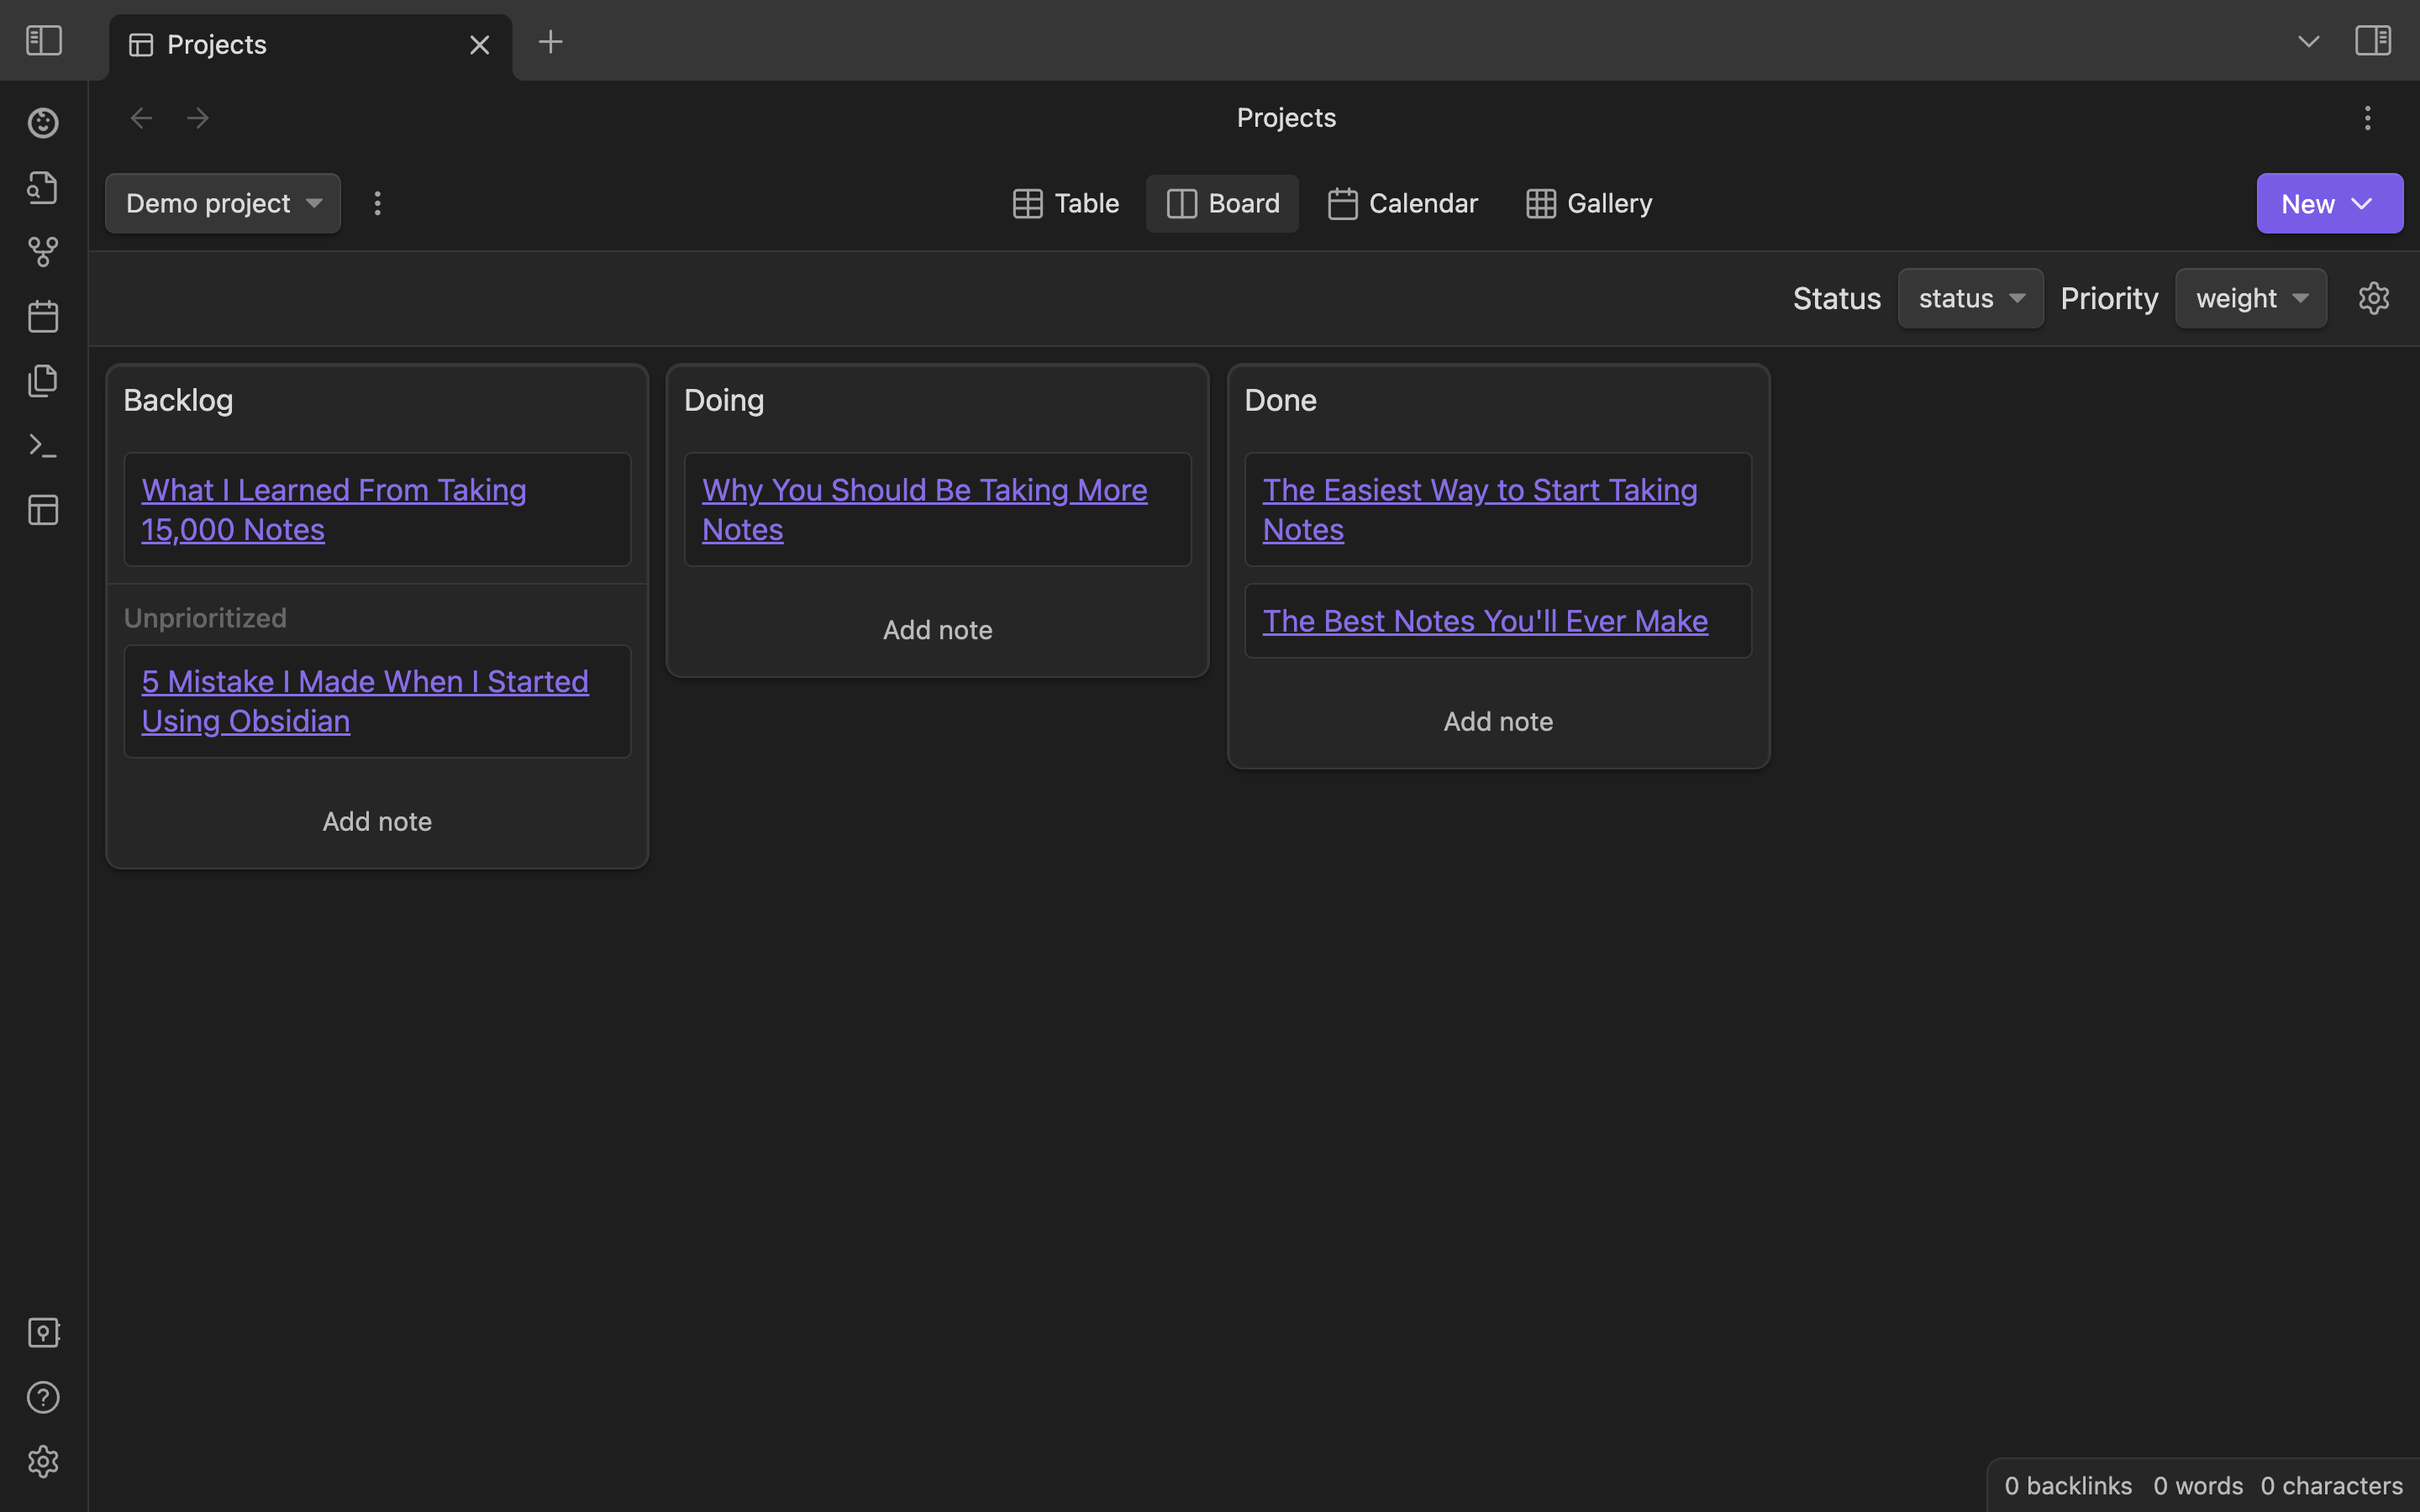 Projects
Projects
Demo project
Table
Board
Calendar
Gallery
New
Status
status
Priority
weight
Backlog
What I Learned From Taking
15,000 Notes
Unprioritized
5 Mistake I Made When I Started
Using Obsidian
Add note
Doing
Why You Should Be Taking More
Notes
Add note
Done
The Easiest Way to Start Taking
Notes
The Best Notes You'll Ever Make
Add note
0 backlinks 0 words 0 characters